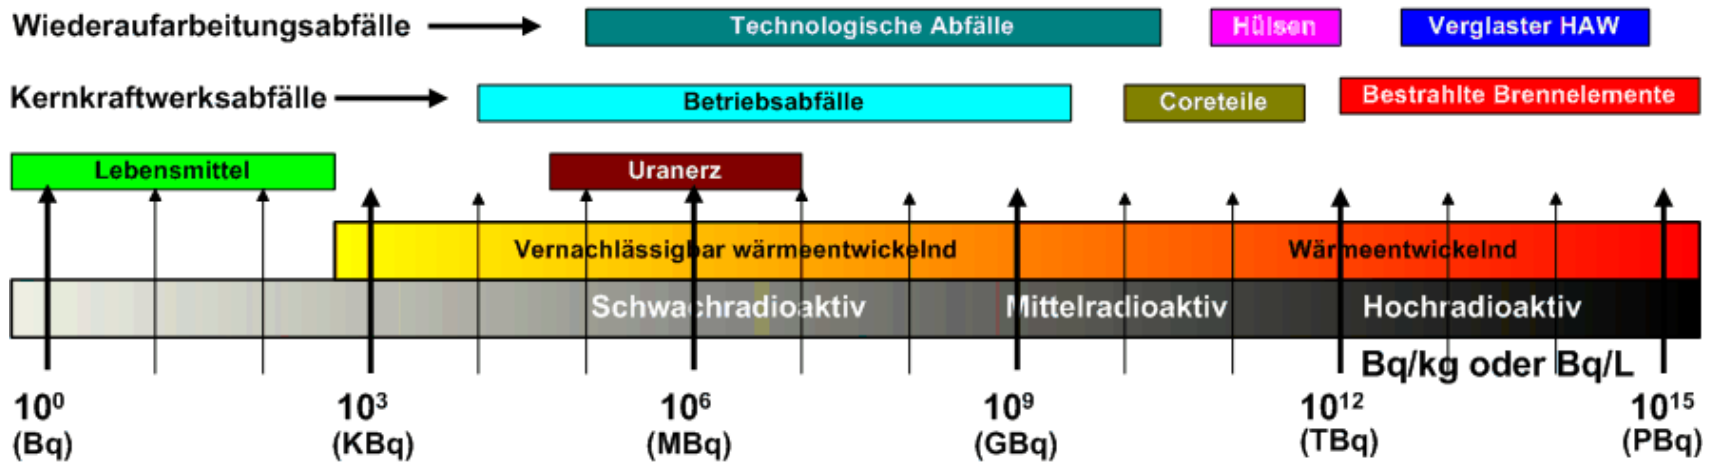 Wiederaufarbeitungsabfälle Technologische Abfälle Hülsen Verglaster HAW
Kernkraftwerksabfälle Betriebsabfälle Coreteile Bestrahlte Brennelemente
Lebensmittel Uranerz
Vernachlässigbar wärmeentwickelnd Wärmeentwickelnd
Schwachradioaktiv Mittelradioaktiv Hochradioaktiv
Bq/kg oder Bq/L
10⁰ 10³ 10⁶ 10⁹ 10¹² 10¹⁵
(Bq) (KBq) (MBq) (GBq) (TBq) (PBq)